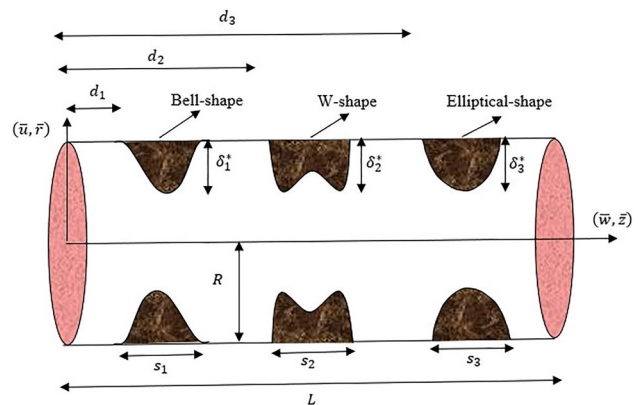 d₃
d₂
d₁
Bell-shape W-shape Elliptical-shape
(u̅, r̅)
δ₁* δ₂* δ₃*
(w̅, z̅)
R
s₁ s₂ s₃
L